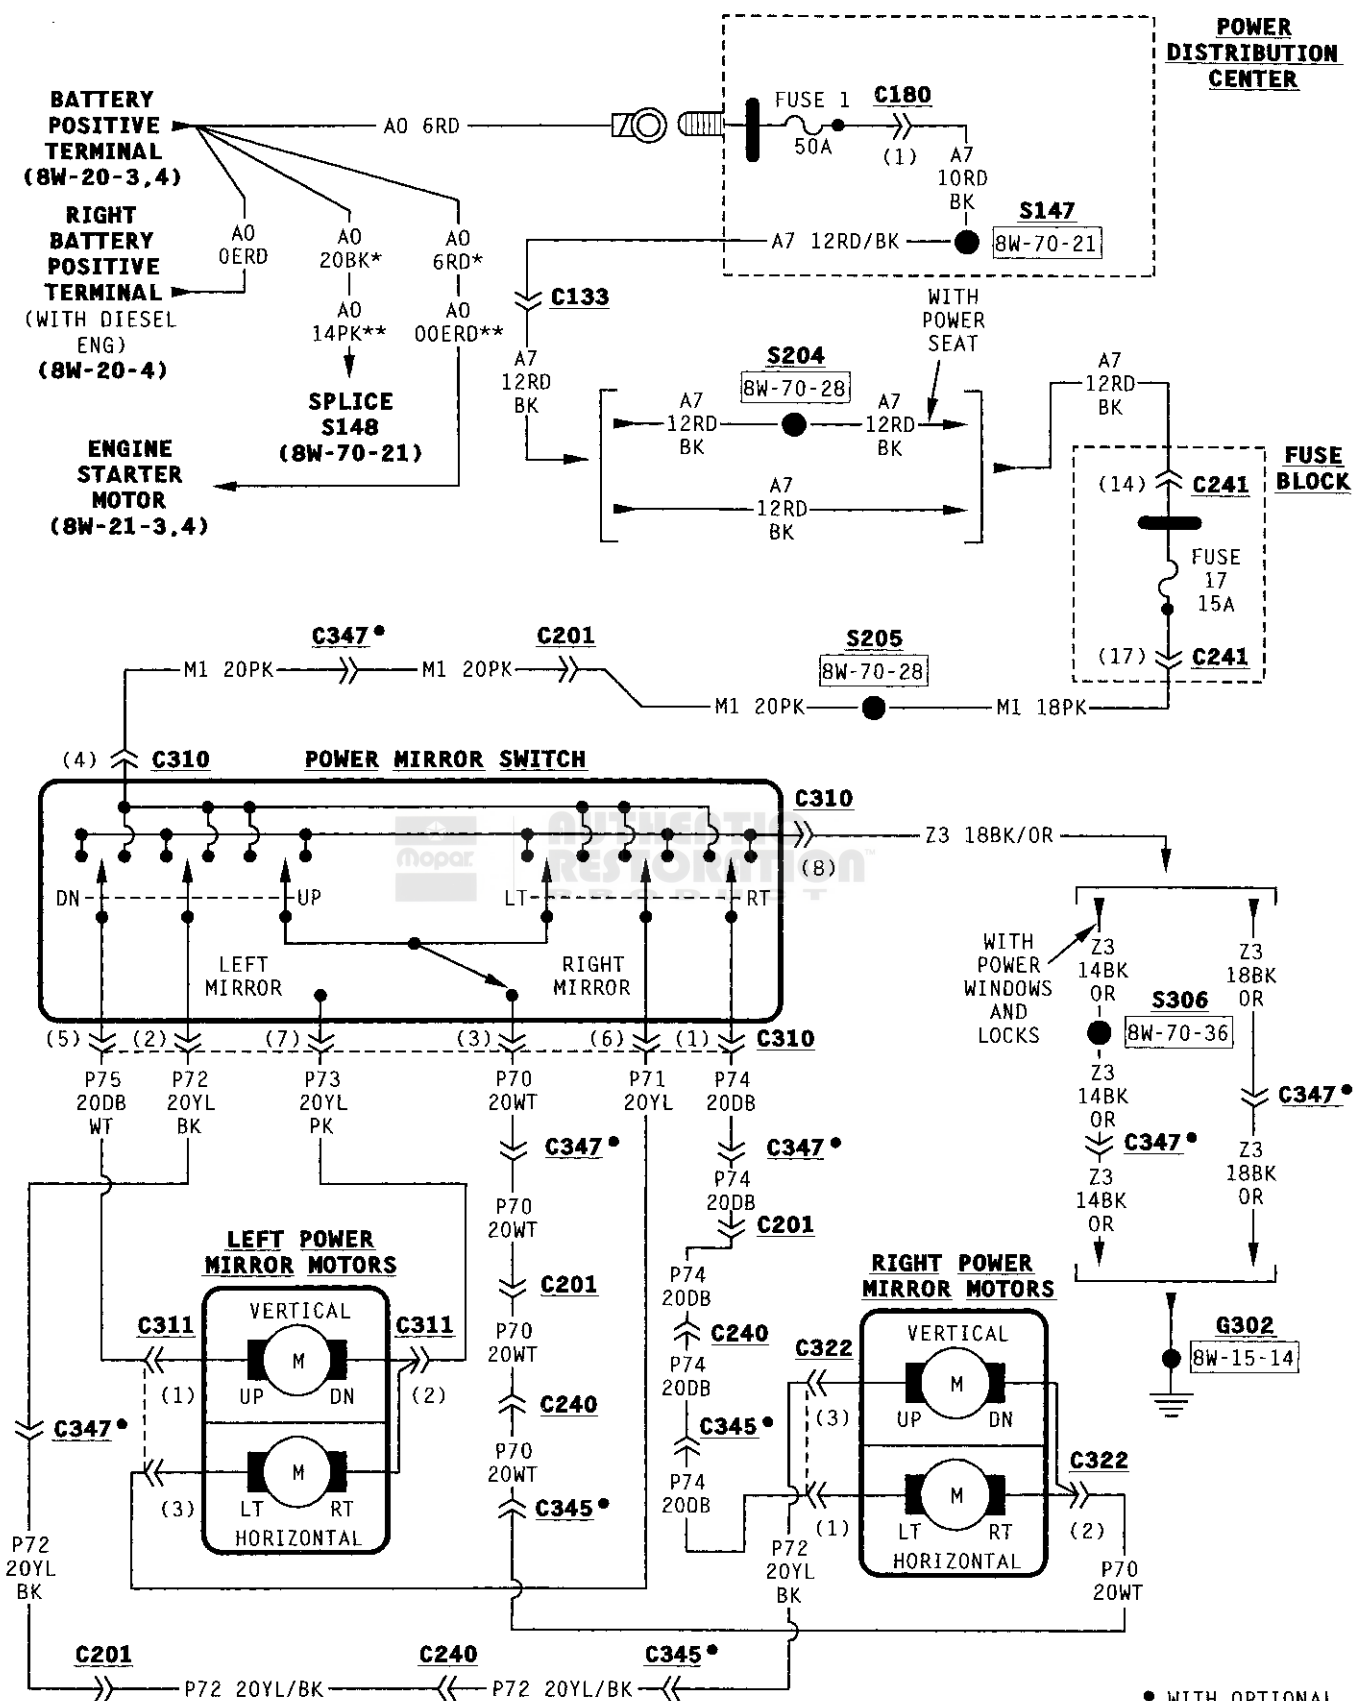 POWER
DISTRIBUTION
CENTER
BATTERY
POSITIVE
TERMINAL
(8W-20-3,4)
A0 6RD
FUSE 1
50A
C180
(1)
A7
10RD
BK
S147
8W-70-21
A7 12RD/BK
RIGHT
BATTERY
POSITIVE
TERMINAL
(WITH DIESEL
ENG)
(8W-20-4)
A0
0ERD
A0
20BK*
A0
14PK**
A0
6RD*
A0
00ERD**
SPLICE
S148
(8W-70-21)
ENGINE
STARTER
MOTOR
(8W-21-3,4)
C133
A7
12RD
BK
WITH
POWER
SEAT
S204
8W-70-28
A7
12RD
BK
A7
12RD
BK
A7
12RD
BK
A7
12RD
BK
FUSE
BLOCK
(14)
C241
FUSE
17
15A
(17)
C241
C347●
C201
S205
8W-70-28
M1 20PK
M1 20PK
M1 20PK
MI 18PK
(4)
C310
POWER MIRROR SWITCH
C310
(8)
Z3 18BK/OR
Mopar
AUTHENTIC
RESTORATION™
PRODUCT
DN
UP
LT
RT
LEFT
MIRROR
RIGHT
MIRROR
(5)
(2)
(7)
(3)
(6)
(1)
C310
WITH
POWER
WINDOWS
AND
LOCKS
Z3
14BK
OR
Z3
18BK
OR
S306
8W-70-36
Z3
14BK
OR
C347●
C347●
Z3
14BK
OR
Z3
18BK
OR
P75
20DB
WT
P72
20YL
BK
P73
20YL
PK
P70
20WT
P71
20YL
P74
20DB
C347●
C347●
P70
20WT
P74
20DB
C201
LEFT POWER
MIRROR MOTORS
RIGHT POWER
MIRROR MOTORS
C201
P74
20DB
VERTICAL
C311
C311
M
UP
DN
(1)
(2)
P70
20WT
C240
P74
20DB
C240
C322
VERTICAL
M
UP
DN
(3)
G302
8W-15-14
C347●
M
LT
RT
(3)
HORIZONTAL
P70
20WT
C345●
C345●
P74
20DB
C322
M
LT
RT
(1)
(2)
HORIZONTAL
P72
20YL
BK
P72
20YL
BK
P70
20WT
C201
C240
C345●
P72 20YL/BK
P72 20YL/BK
● WITH OPTIONAL